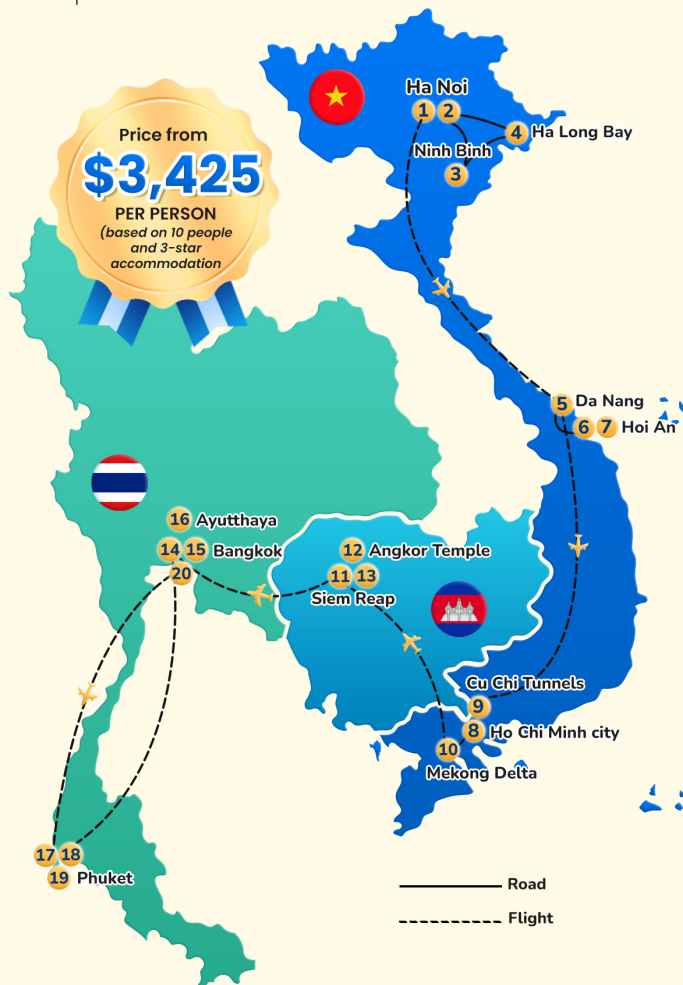 Price from
$3,425
PER PERSON
(based on 10 people
and 3-star
accommodation
Ha Noi
1 2
4 Ha Long Bay
Ninh Binh
3
5 Da Nang
6 7 Hoi An
16 Ayutthaya
14 15 Bangkok
20
12 Angkor Temple
11 13
Siem Reap
Cu Chi Tunnels
9
8 Ho Chi Minh city
10
Mekong Delta
17 18
19 Phuket
Road
Flight